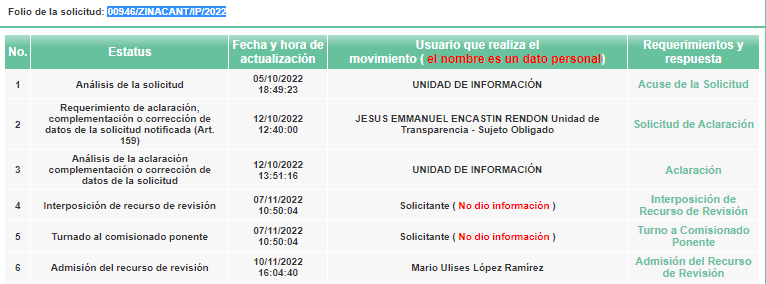 Folio de la solicitud: 00946/ZINACANT/IP/2022
No. Estatus Fecha y hora de actualización Usuario que realiza el movimiento ( el nombre es un dato personal) Requerimientos y respuesta
1 Análisis de la solicitud 05/10/2022 18:49:23 UNIDAD DE INFORMACIÓN Acuse de la Solicitud
2 Requerimiento de aclaración, complementación o corrección de datos de la solicitud notificada (Art. 159) 12/10/2022 12:40:00 JESUS EMMANUEL ENCASTIN RENDON Unidad de Transparencia - Sujeto Obligado Solicitud de Aclaración
3 Análisis de la aclaración complementación o corrección de datos de la solicitud 12/10/2022 13:51:16 UNIDAD DE INFORMACIÓN Aclaración
4 Interposición de recurso de revisión 07/11/2022 10:50:04 Solicitante ( No dio información ) Interposición de Recurso de Revisión
5 Turnado al comisionado ponente 07/11/2022 10:50:04 Solicitante ( No dio información ) Turno a Comisionado Ponente
6 Admisión del recurso de revisión 10/11/2022 16:04:40 Mario Ulises López Ramírez Admisión del Recurso de Revisión